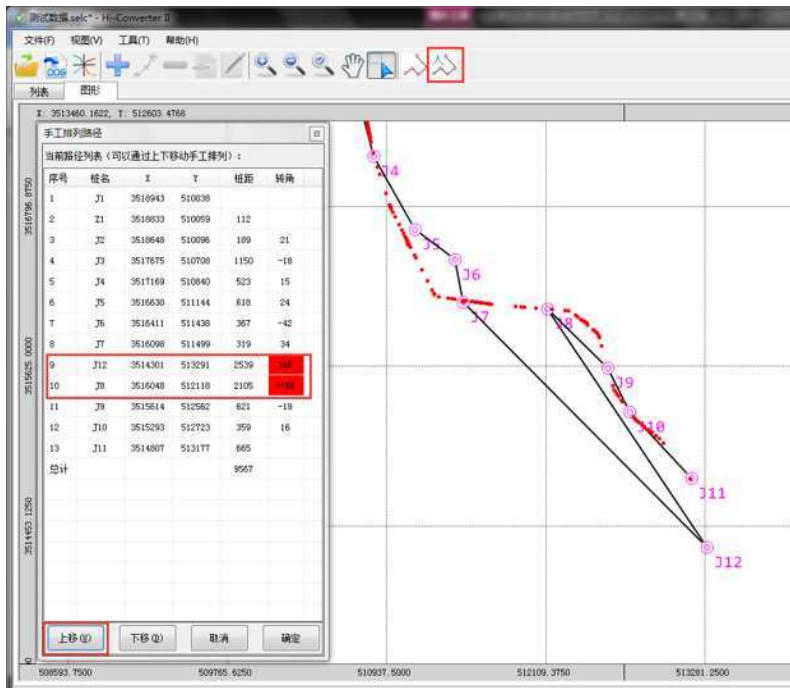 测试数据.selc* - Hi-Converter II
文件(F) 视图(V) 工具(T) 帮助(H)
列表 图形
X: 3513460.1622, Y: 512603.4768
手工排列路径
当前路径列表（可以通过上下移动手工排列）:
序号 桩名 X Y 桩距 转角
1 J1 3518943 510038
2 Z1 3518833 510059 112
3 J2 3518648 510096 189 21
4 J3 3517675 510708 1150 -18
5 J4 3517169 510840 523 15
6 J5 3516630 511144 618 24
7 J6 3516411 511438 367 -42
8 J7 3516098 511499 319 34
9 J12 3514301 513291 2539
10 J8 3516048 512118 2105
11 J9 3515614 512562 621 -19
12 J10 3515293 512723 359 16
13 J11 3514807 513177 665
总计 9567
上移(U) 下移(D) 取消 确定
3516796.8750
3515625.0000
3514453.1250
J4
J5
J6
J7
J8
J9
J10
J11
J12
508593.7500 509765.6250 510937.5000 512109.3750 513281.2500